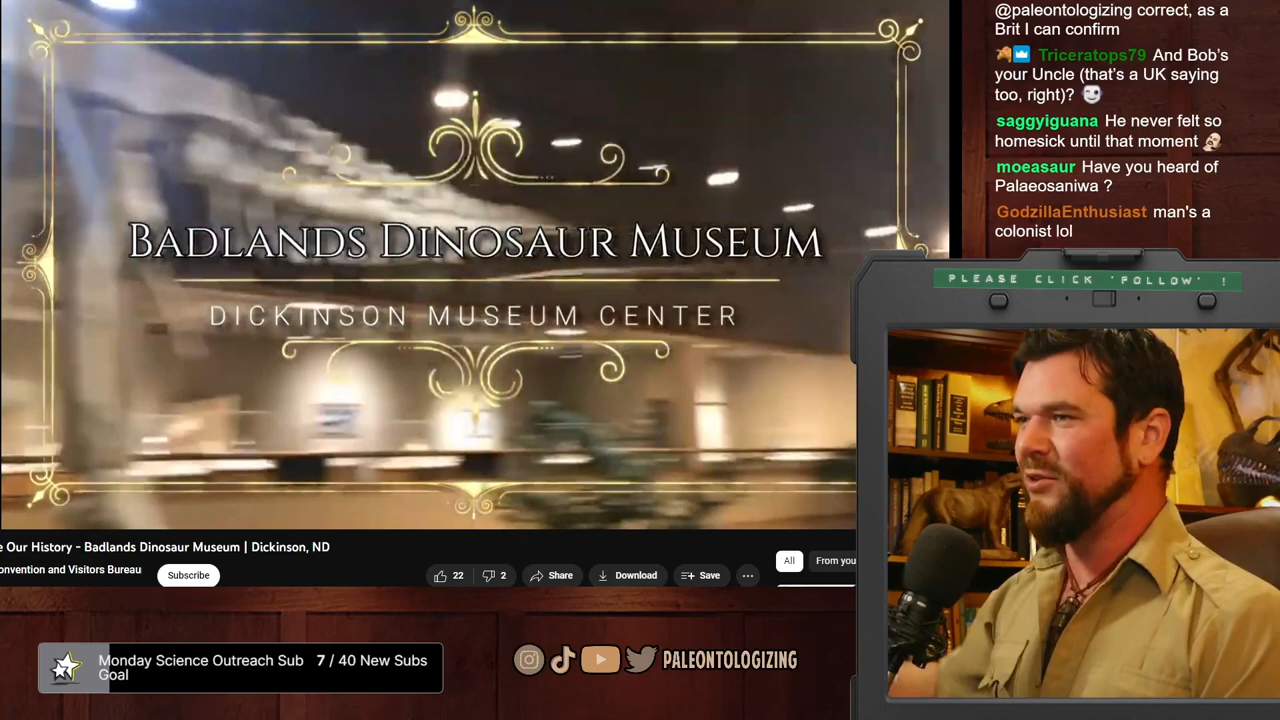 @paleontologizing correct, as a
Brit I can confirm
Triceratops79 And Bob's
your Uncle (that's a UK saying
too, right)?
saggyiguana He never felt so
homesick until that moment
moeasaur Have you heard of
Palaeosaniwa ?
GodzillaEnthusiast man's a
colonist lol
PLEASE CLICK 'FOLLOW' !
BADLANDS DINOSAUR MUSEUM
DICKINSON MUSEUM CENTER
e Our History - Badlands Dinosaur Museum | Dickinson, ND
onvention and Visitors Bureau
Subscribe
22
2
Share
Download
Save
All
From you
Monday Science Outreach Sub
Goal
7 / 40 New Subs
PALEONTOLOGIZING